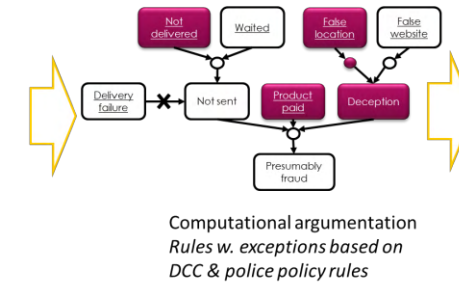 Not
delivered
Waited
False
location
False
website
Delivery
failure
Not sent
Product
paid
Deception
Presumably
fraud
Computational argumentation
Rules w. exceptions based on
DCC & police policy rules